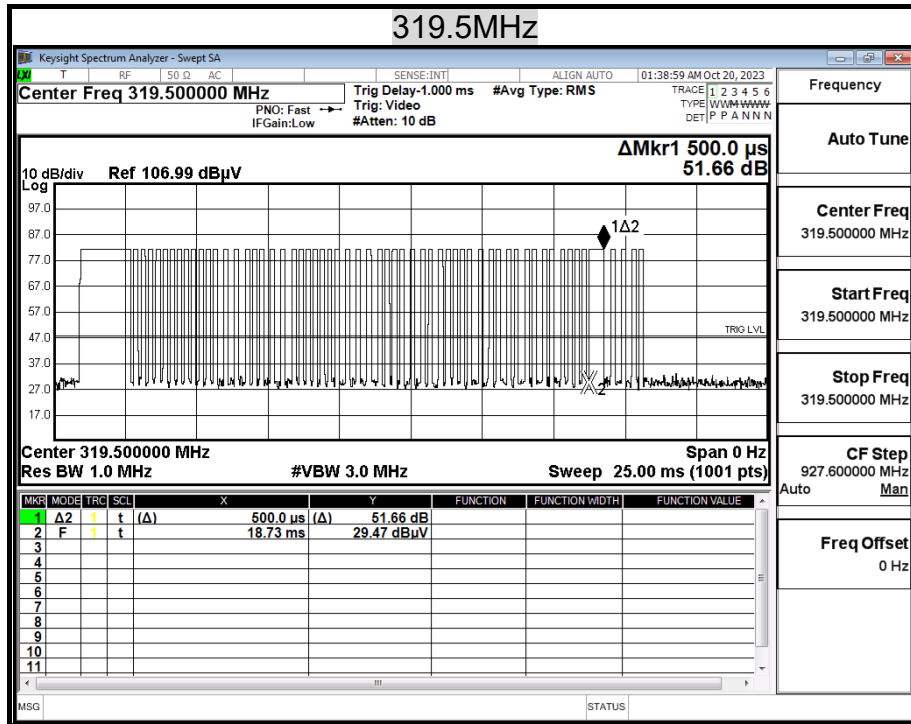 319.5MHz
Keysight Spectrum Analyzer - Swept SA
LXI T RF 50 Ω AC SENSE:INT ALIGN AUTO 01:38:59 AM Oct 20, 2023
Center Freq 319.500000 MHz
PNO: Fast
IFGain:Low
Trig Delay-1.000 ms
Trig: Video
#Atten: 10 dB
#Avg Type: RMS
TRACE 1 2 3 4 5 6
TYPE WWMWWWW
DET P P A N N N
ΔMkr1 500.0 µs
51.66 dB
10 dB/div Ref 106.99 dBµV
Log
97.0
87.0
77.0
67.0
57.0
47.0
37.0
27.0
17.0
1Δ2
TRIG LVL
2
Center 319.500000 MHz Span 0 Hz
Res BW 1.0 MHz #VBW 3.0 MHz Sweep 25.00 ms (1001 pts)
MKR MODE TRC SCL X Y FUNCTION FUNCTION WIDTH FUNCTION VALUE
1 Δ2 1 t (Δ) 500.0 µs (Δ) 51.66 dB
2 F 1 t 18.73 ms 29.47 dBµV
3
4
5
6
7
8
9
10
11
MSG STATUS
Frequency
Auto Tune
Center Freq
319.500000 MHz
Start Freq
319.500000 MHz
Stop Freq
319.500000 MHz
CF Step
927.600000 MHz
Auto Man
Freq Offset
0 Hz